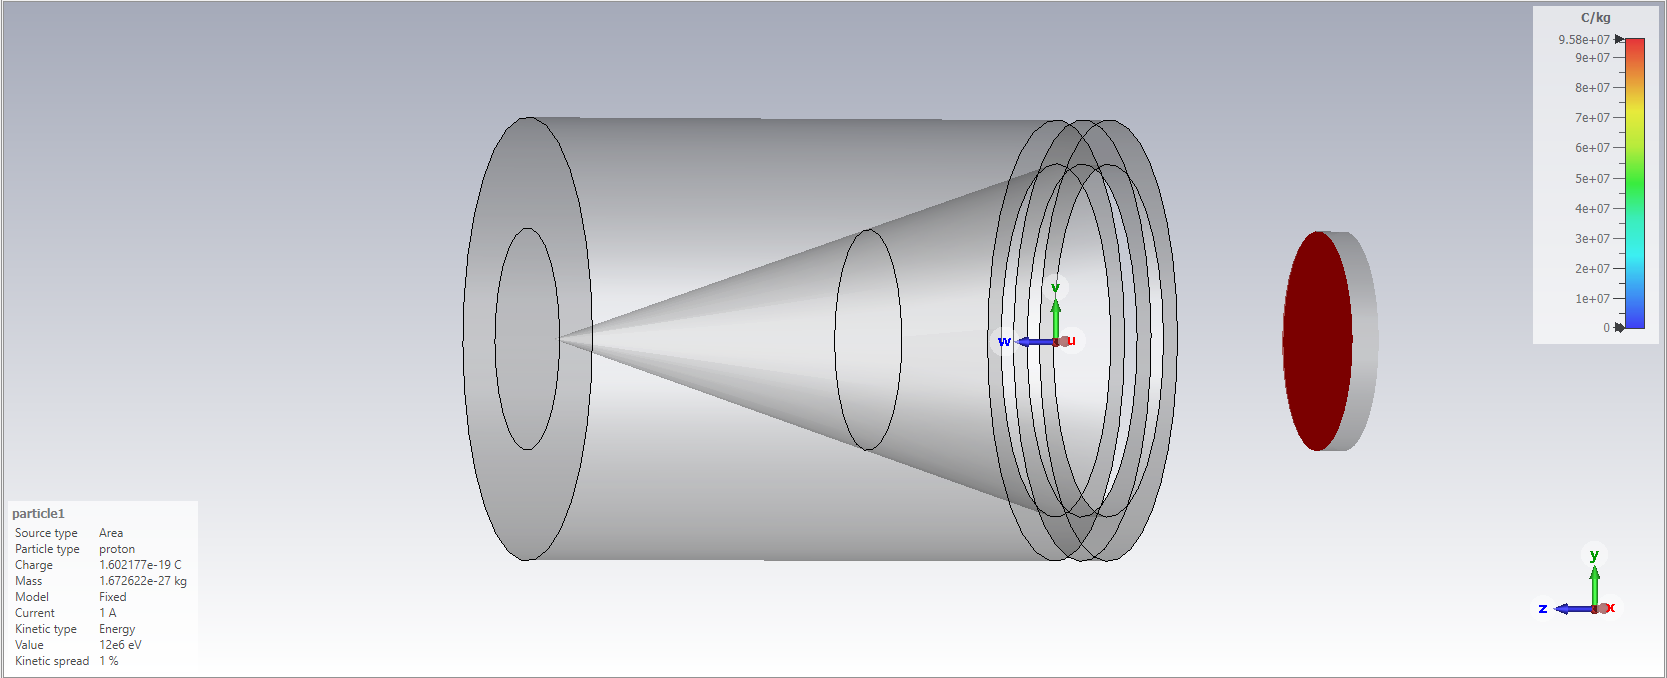 C/kg
9.58e+07
9e+07
8e+07
7e+07
6e+07
5e+07
4e+07
3e+07
2e+07
1e+07
0
v
w u
particle1
Source type Area
Particle type proton
Charge 1.602177e-19 C
Mass 1.672622e-27 kg
Model Fixed
Current 1 A
Kinetic type Energy
Value 12e6 eV
Kinetic spread 1 %
y
z x